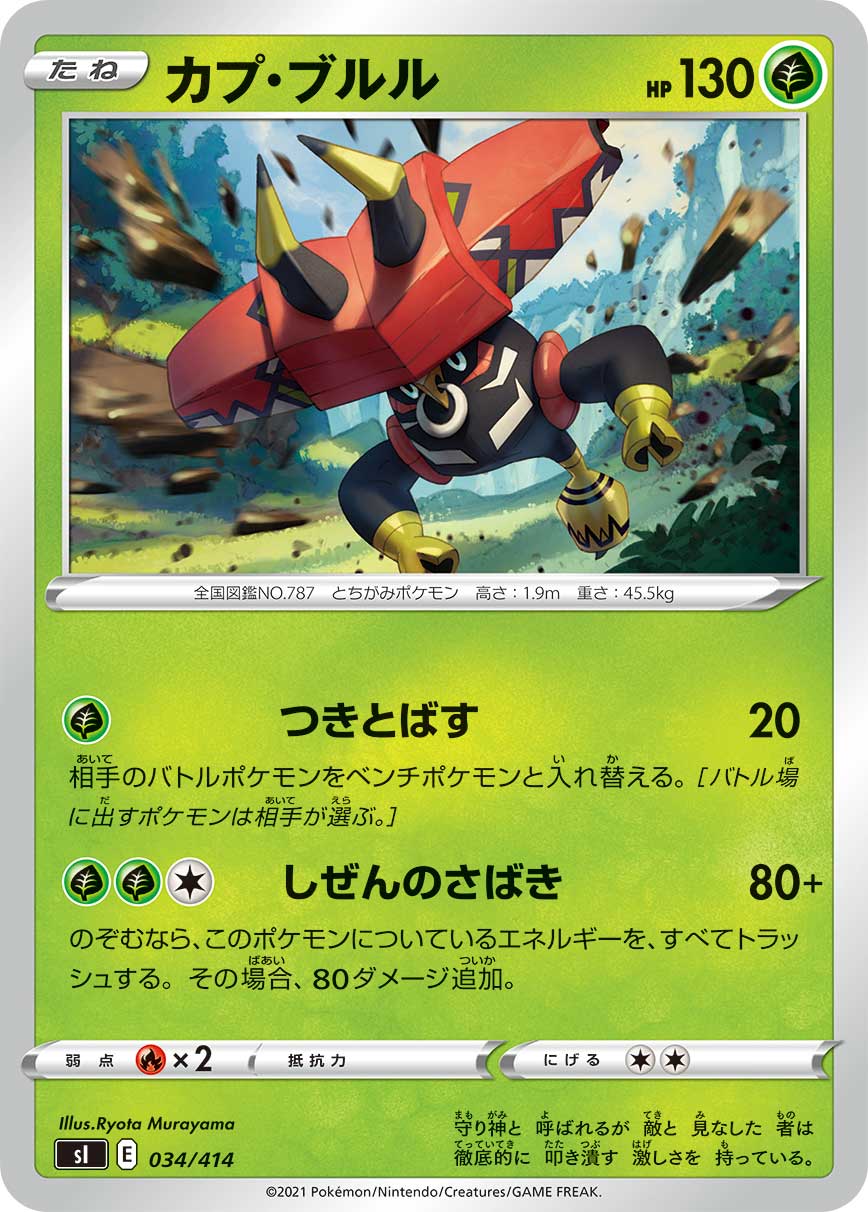 たね カプ・ブルル HP 130
全国図鑑NO.787 とちがみポケモン 高さ：1.9m 重さ：45.5kg
つきとばす 20
相手のバトルポケモンをベンチポケモンと入れ替える。［バトル場
に出すポケモンは相手が選ぶ。］
しぜんのさばき 80+
のぞむなら、このポケモンについているエネルギーを、すべてトラッ
シュする。その場合、80ダメージ追加。
弱点 ×2 抵抗力 にげる
Illus.Ryota Murayama
sI E 034/414
守り神と 呼ばれるが 敵と 見なした 者は
徹底的に 叩き潰す 激しさを 持っている。
©2021 Pokémon/Nintendo/Creatures/GAME FREAK.